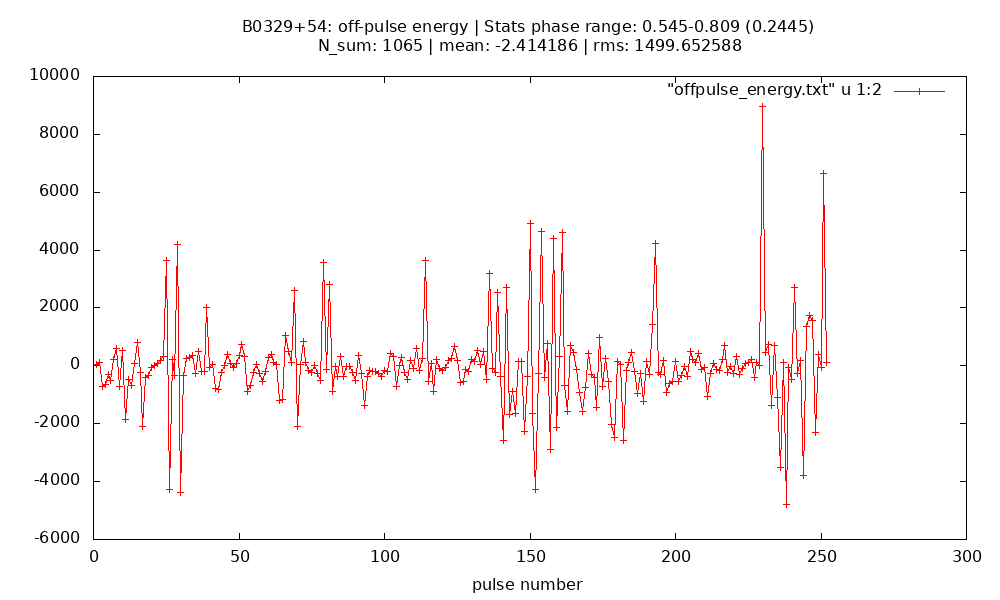 B0329+54: off-pulse energy | Stats phase range: 0.545-0.809 (0.2445)
N_sum: 1065 | mean: -2.414186 | rms: 1499.652588
"offpulse_energy.txt" u 1:2
10000
8000
6000
4000
2000
0
-2000
-4000
-6000
0 50 100 150 200 250 300
pulse number